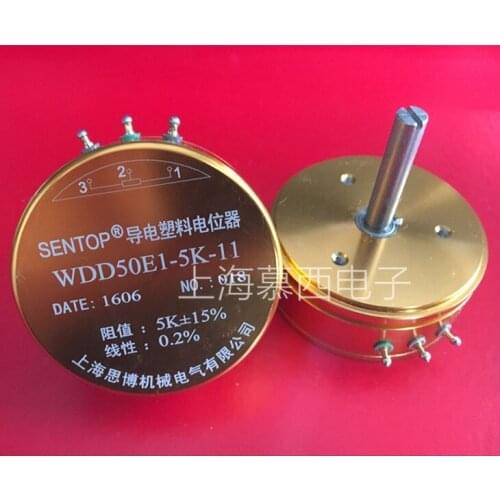 3 2 1
SENTOP® 导电塑料电位器
WDD50E1-5K-11
DATE: 1606 NO.: 018
阻值: 5K±15%
线性: 0.2%
上海思博机械电气有限公司
上海慕西电子